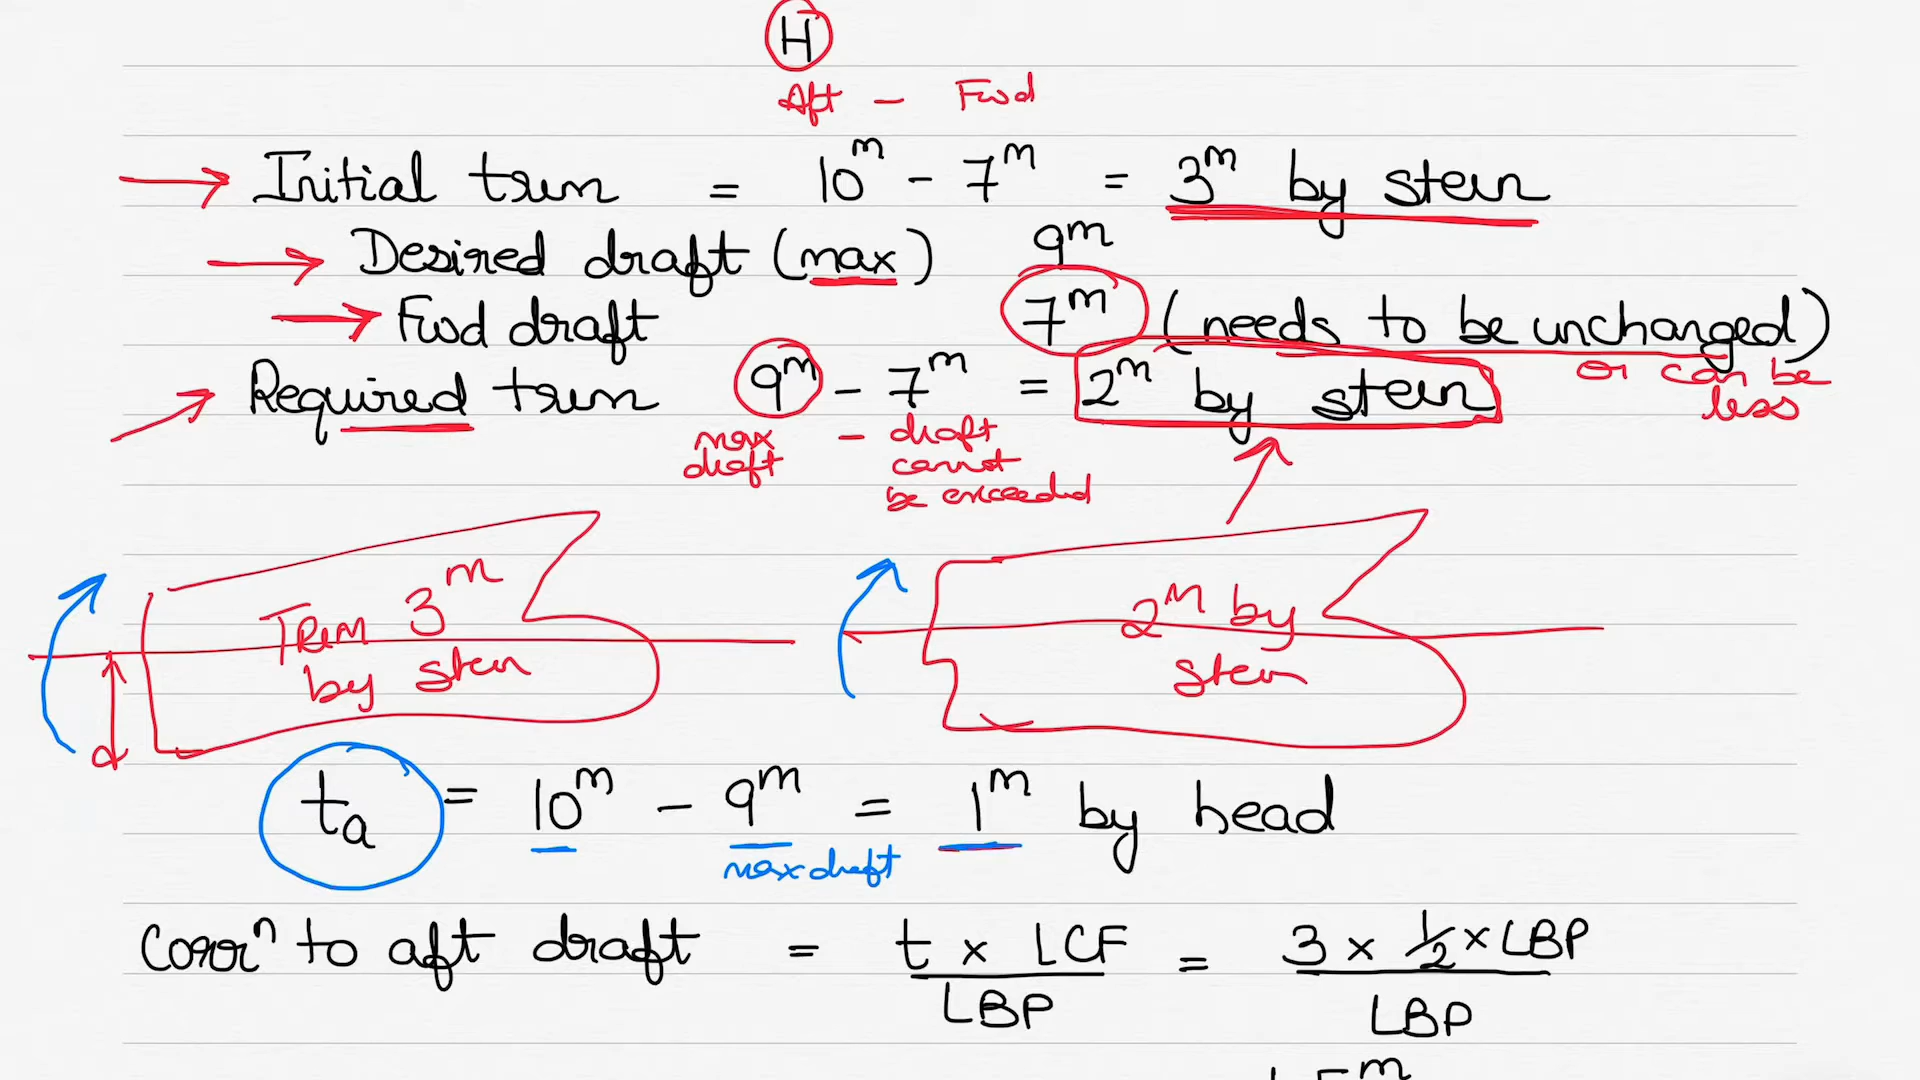 H
Aft - Fwd
Initial trim = 10m - 7m = 3m by stern
Desired draft (max) 9m
Fwd draft 7m (needs to be unchanged)
or can be less
Required trim 9m - 7m = 2m by stern
max draft - draft cannot be exceeded
TRIM 3m by stern
2m by stern
d
ta = 10m - 9m = 1m by head
max draft
Corrn to aft draft = t x LCF / LBP = 3 x 1/2 x LBP / LBP